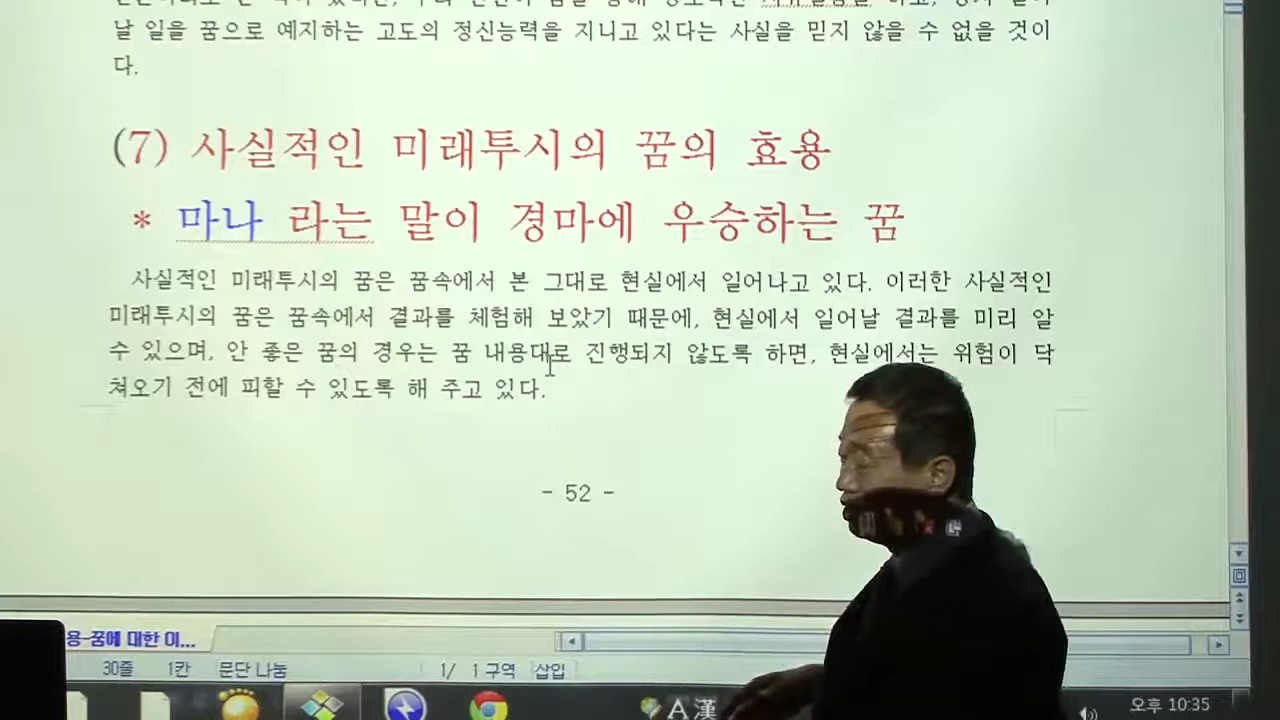 날 일을 꿈으로 예지하는 고도의 정신능력을 지니고 있다는 사실을 믿지 않을 수 없을 것이
다.
(7) 사실적인 미래투시의 꿈의 효용
* 마나 라는 말이 경마에 우승하는 꿈
사실적인 미래투시의 꿈은 꿈속에서 본 그대로 현실에서 일어나고 있다. 이러한 사실적인
미래투시의 꿈은 꿈속에서 결과를 체험해 보았기 때문에, 현실에서 일어날 결과를 미리 알
수 있으며, 안 좋은 꿈의 경우는 꿈 내용대로 진행되지 않도록 하면, 현실에서는 위험이 닥
쳐오기 전에 피할 수 있도록 해 주고 있다.
- 52 -
용-꿈에 대한 이...
30줄 1칸 문단 나눔 1/ 1 구역 삽입
A 漢 오후 10:35